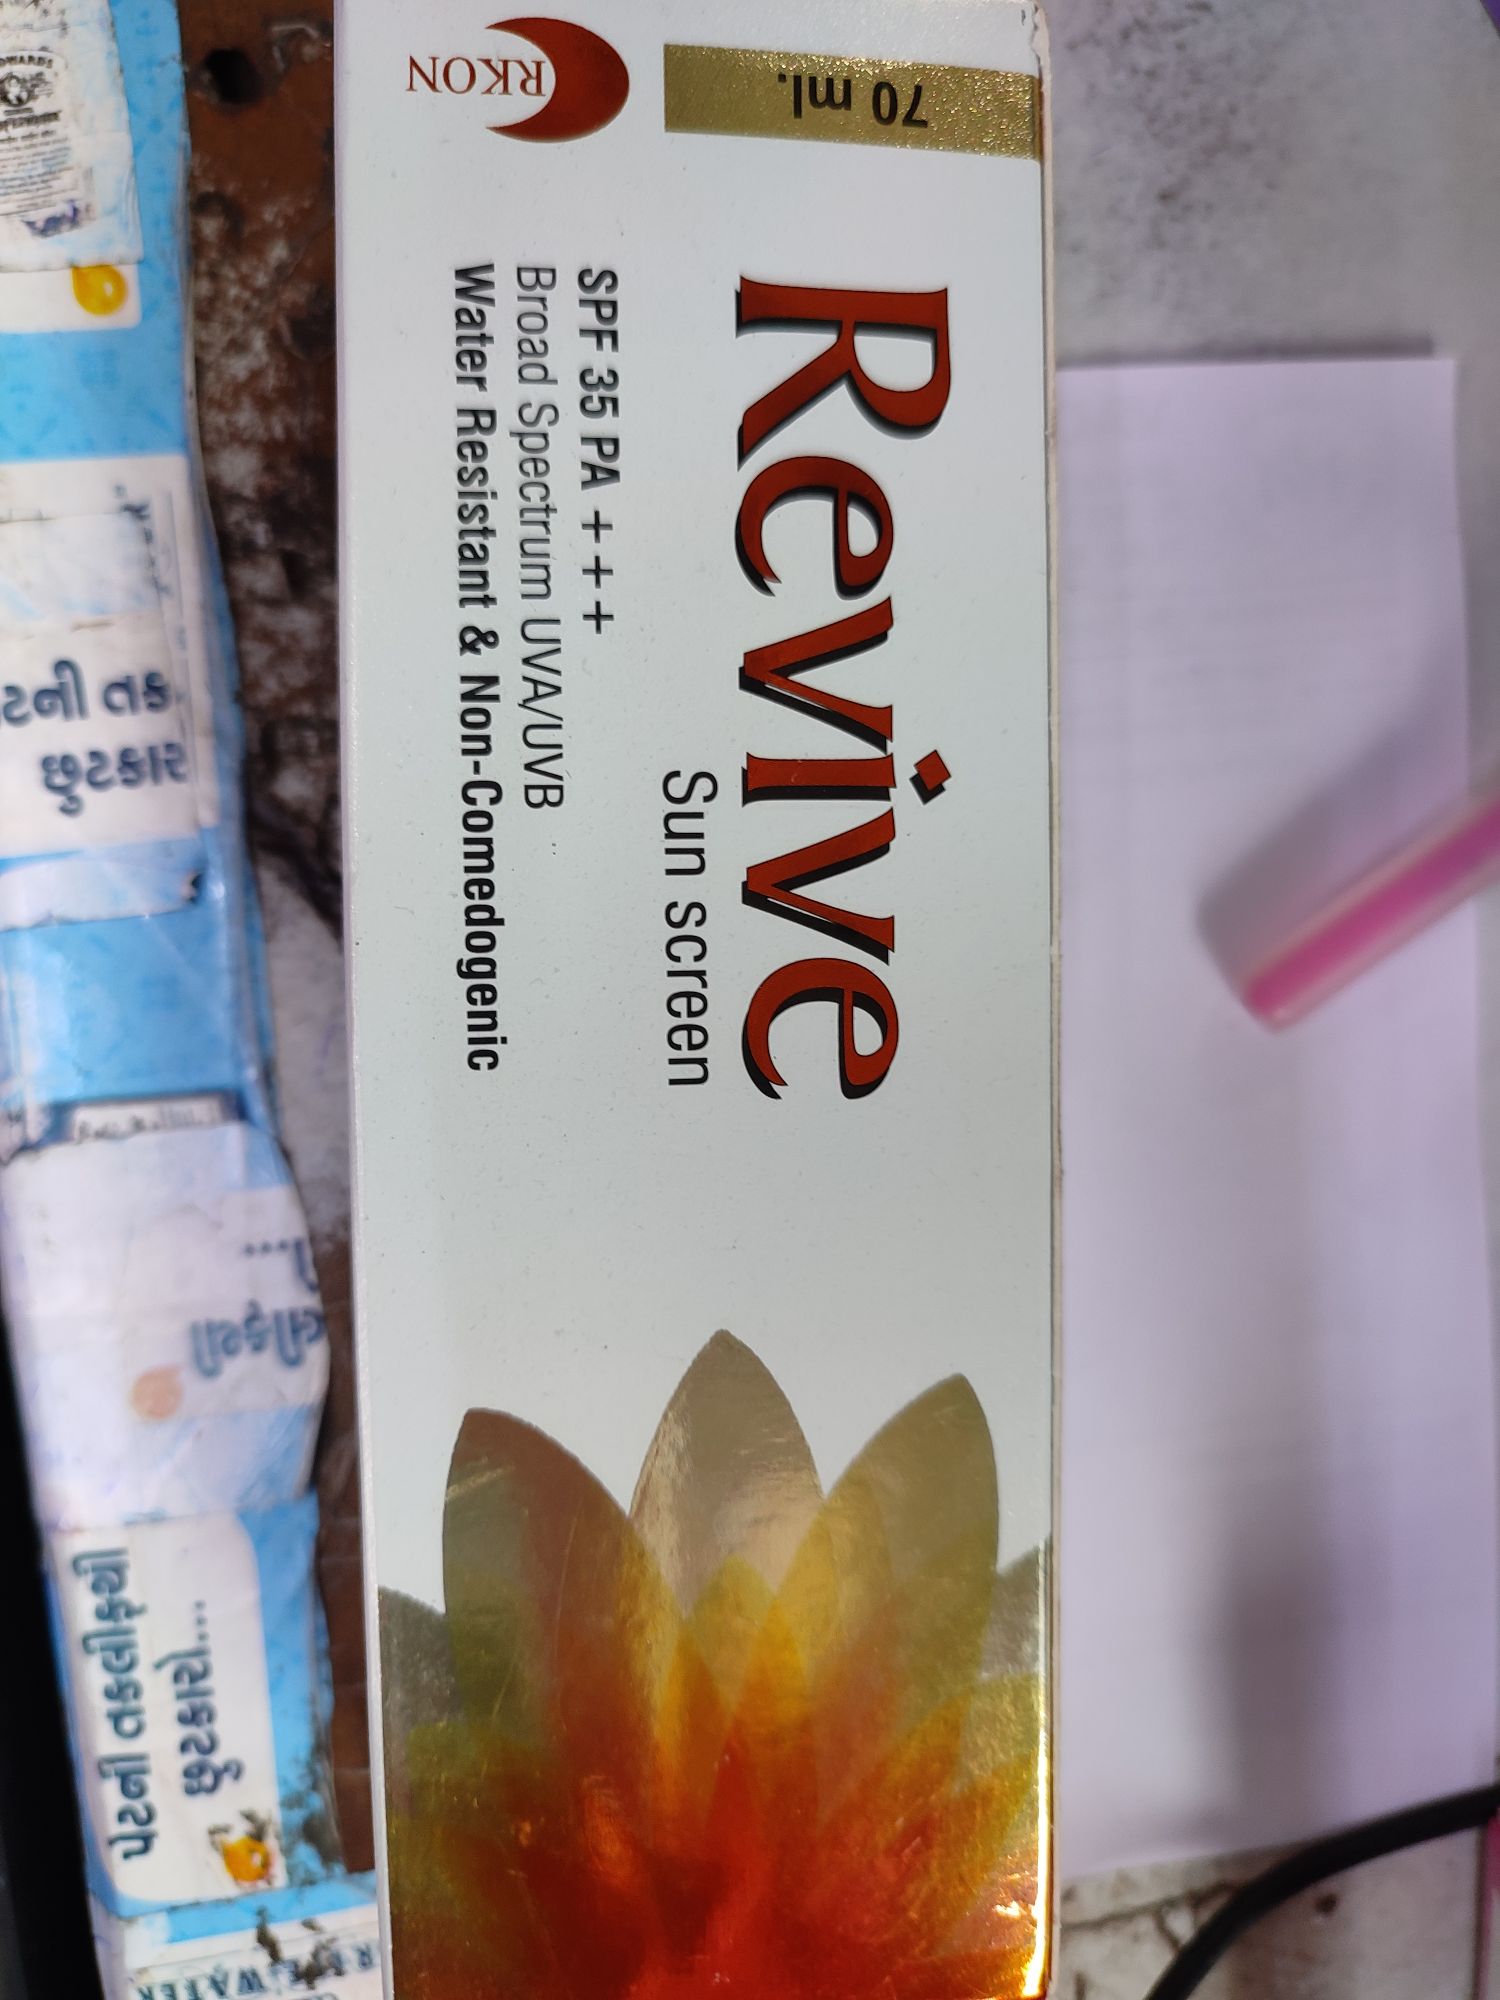 RKON
70 ml.
Revive
Sun screen
SPF 35 PA + + +
Broad Spectrum UVA/UVB
Water Resistant & Non-Comedogenic
છુટકાર
પેટની તકલીફથી
છુટકારો...
WATER